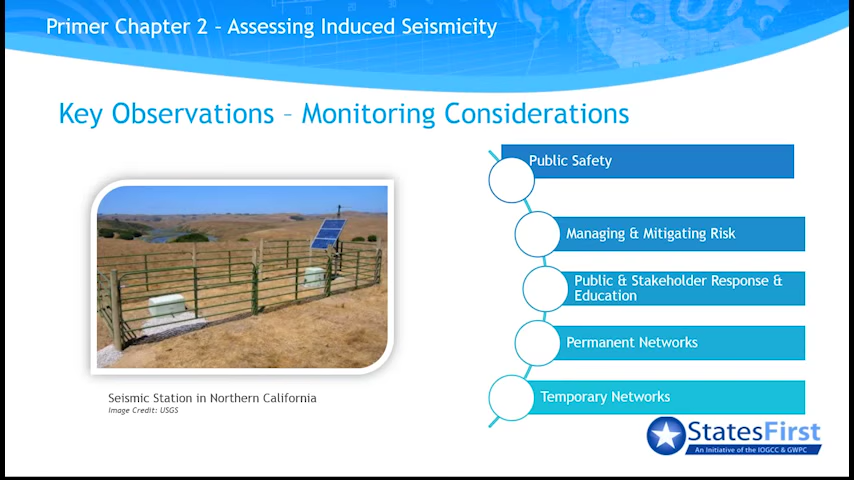 Primer Chapter 2 – Assessing Induced Seismicity
Key Observations – Monitoring Considerations
Public Safety
Managing & Mitigating Risk
Public & Stakeholder Response &
Education
Permanent Networks
Temporary Networks
Seismic Station in Northern California
Image Credit: USGS
StatesFirst
An Initiative of the IOGCC & GWPC